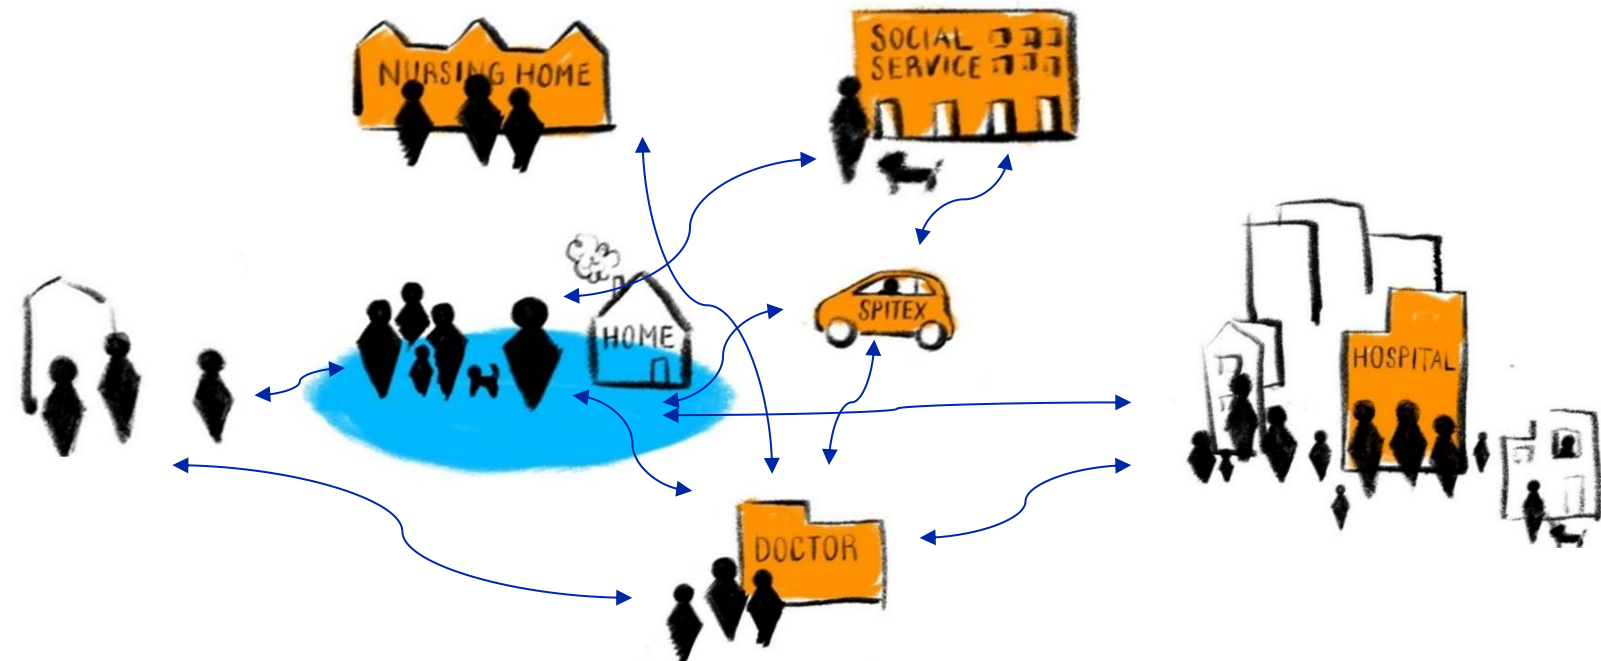 NURSING HOME
SOCIAL
SERVICE
HOME
SPITEX
HOSPITAL
DOCTOR